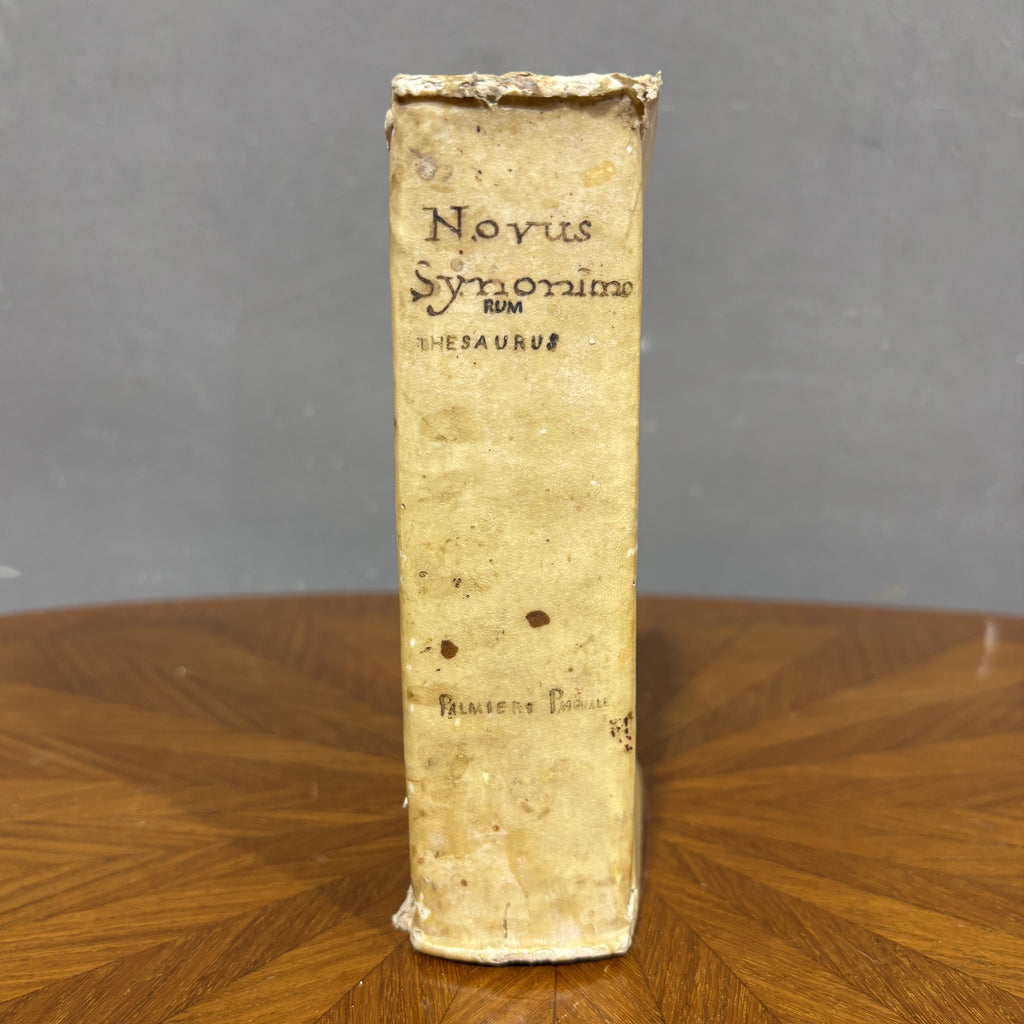 Novus
Synonimo
RUM
THESAURUS
PALMIERI PASQUALE